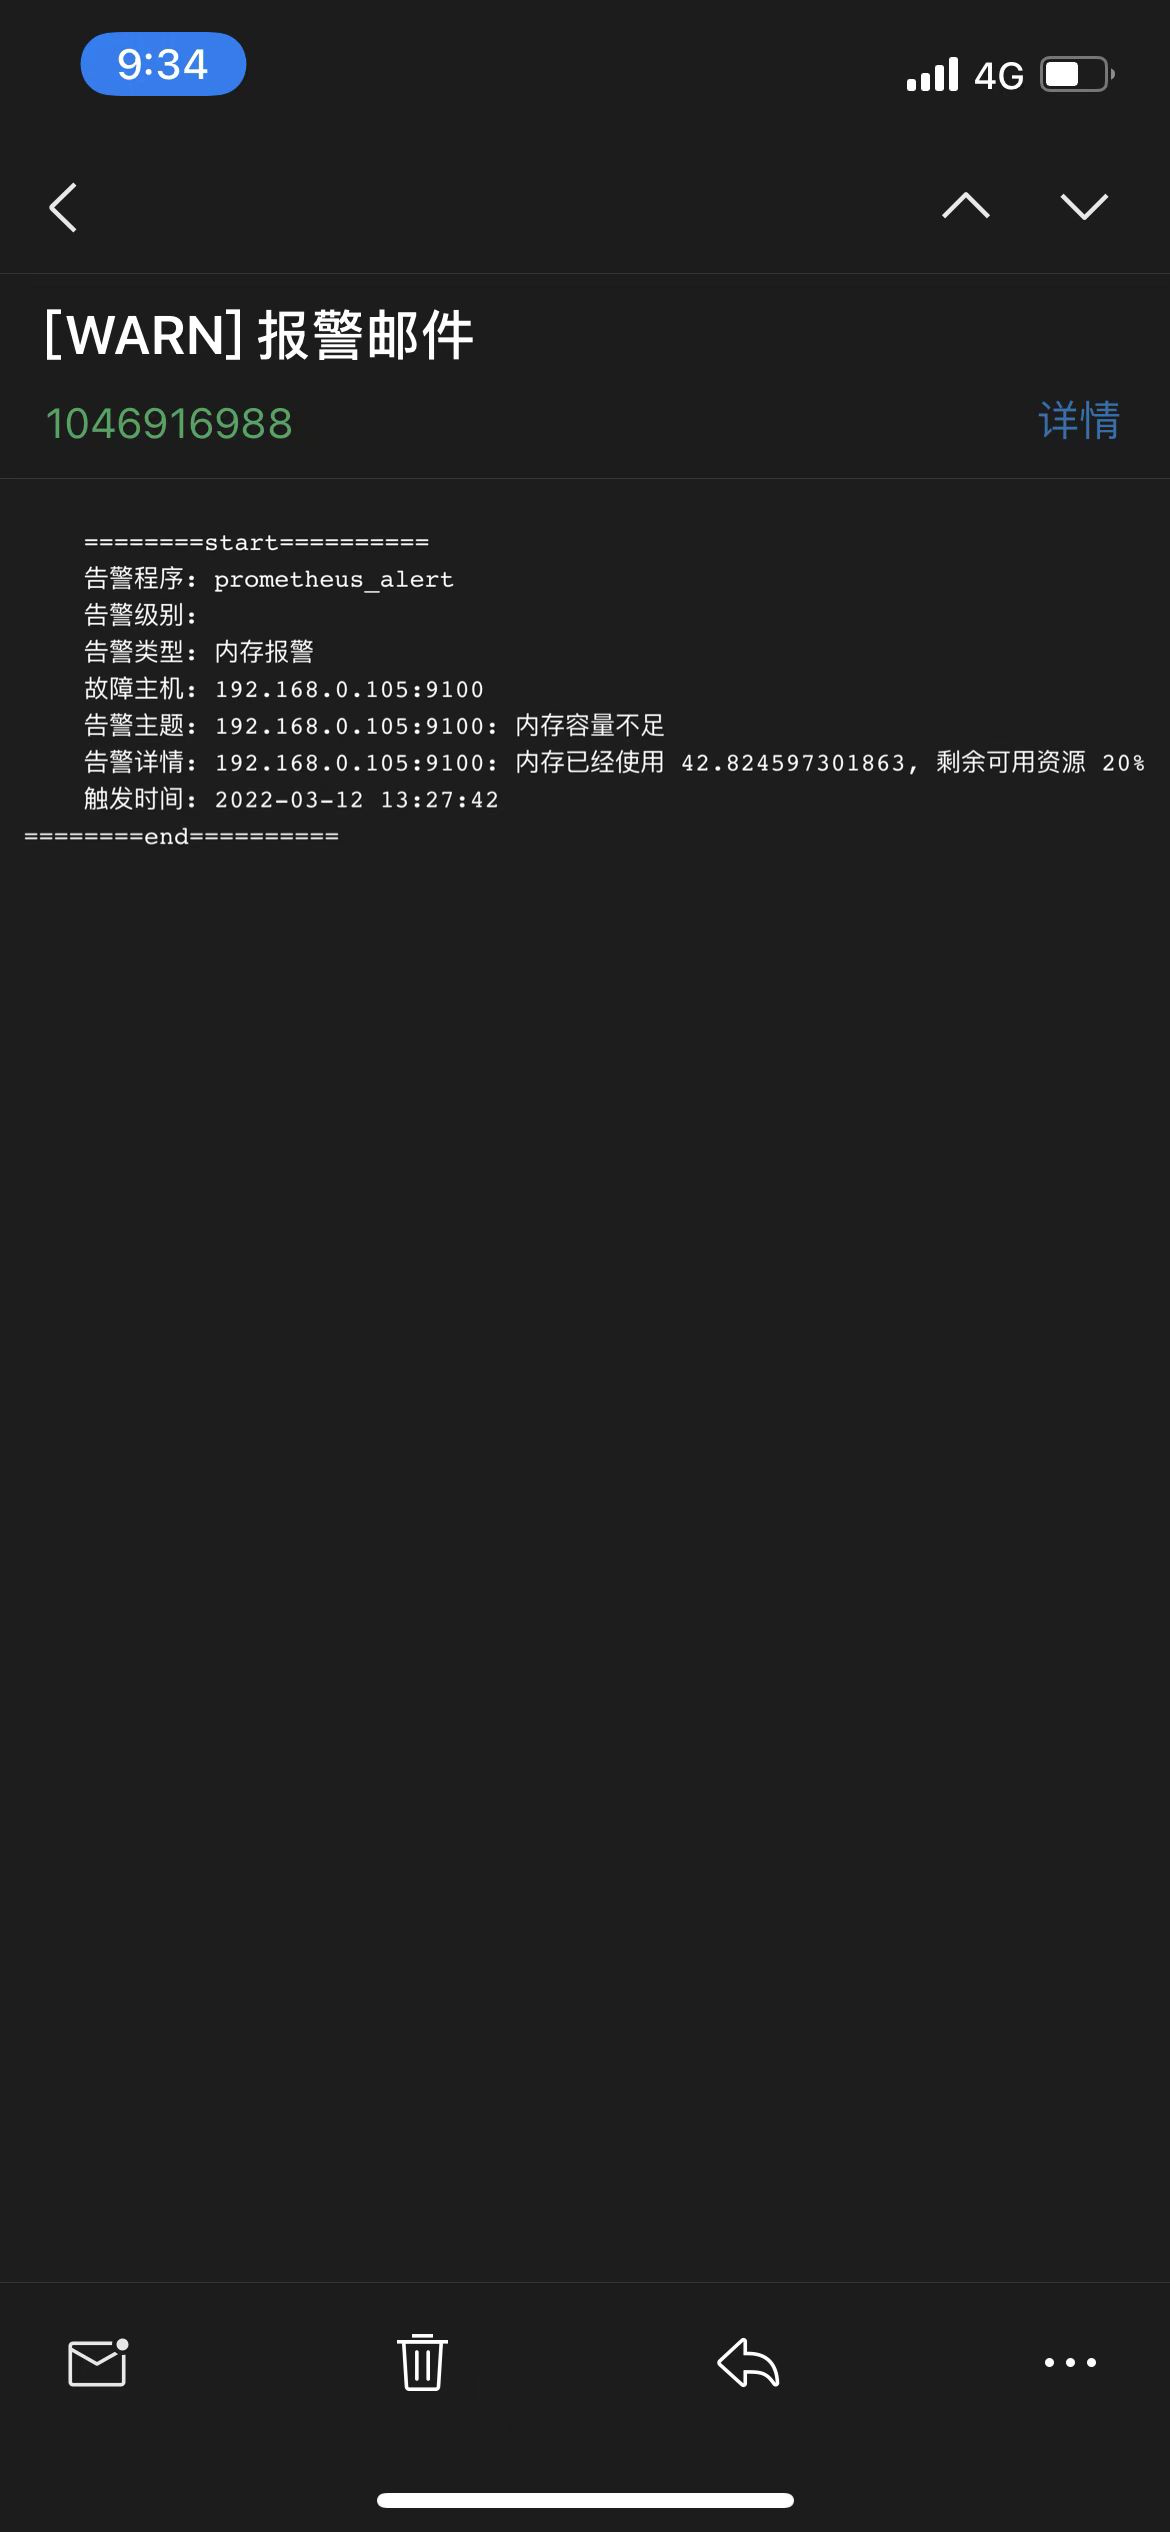 9:34 4G
[WARN] 报警邮件
1046916988 详情
========start==========
告警程序: prometheus_alert
告警级别:
告警类型: 内存报警
故障主机: 192.168.0.105:9100
告警主题: 192.168.0.105:9100: 内存容量不足
告警详情: 192.168.0.105:9100: 内存已经使用 42.824597301863, 剩余可用资源 20%
触发时间: 2022-03-12 13:27:42
========end==========